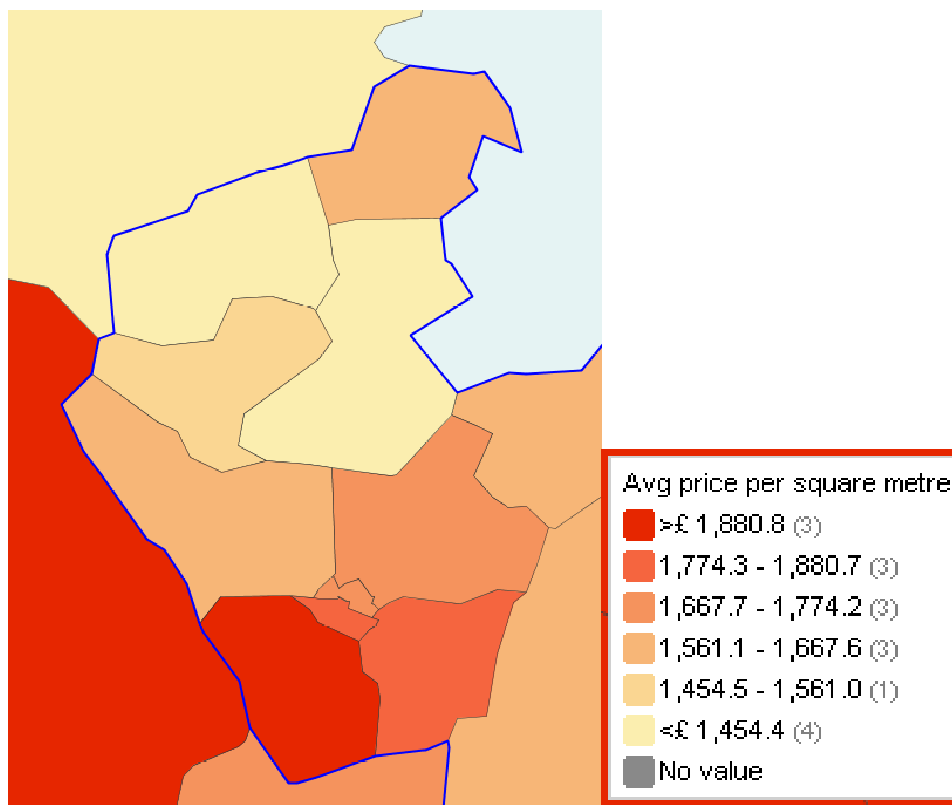 Avg price per square metre
>£ 1,880.8 (3)
1,774.3 - 1,880.7 (3)
1,667.7 - 1,774.2 (3)
1,561.1 - 1,667.6 (3)
1,454.5 - 1,561.0 (1)
<£ 1,454.4 (4)
No value